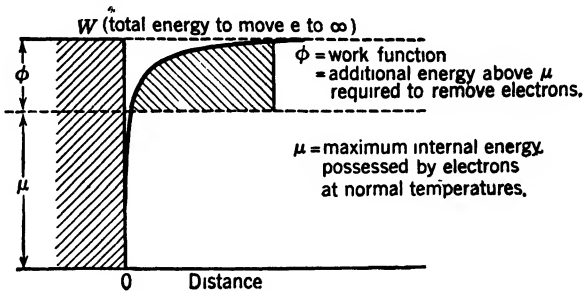 W (total energy to move e to ∞)
ϕ = work function
= additional energy above μ
required to remove electrons.
ϕ
μ = maximum internal energy
possessed by electrons
at normal temperatures.
μ
0 Distance